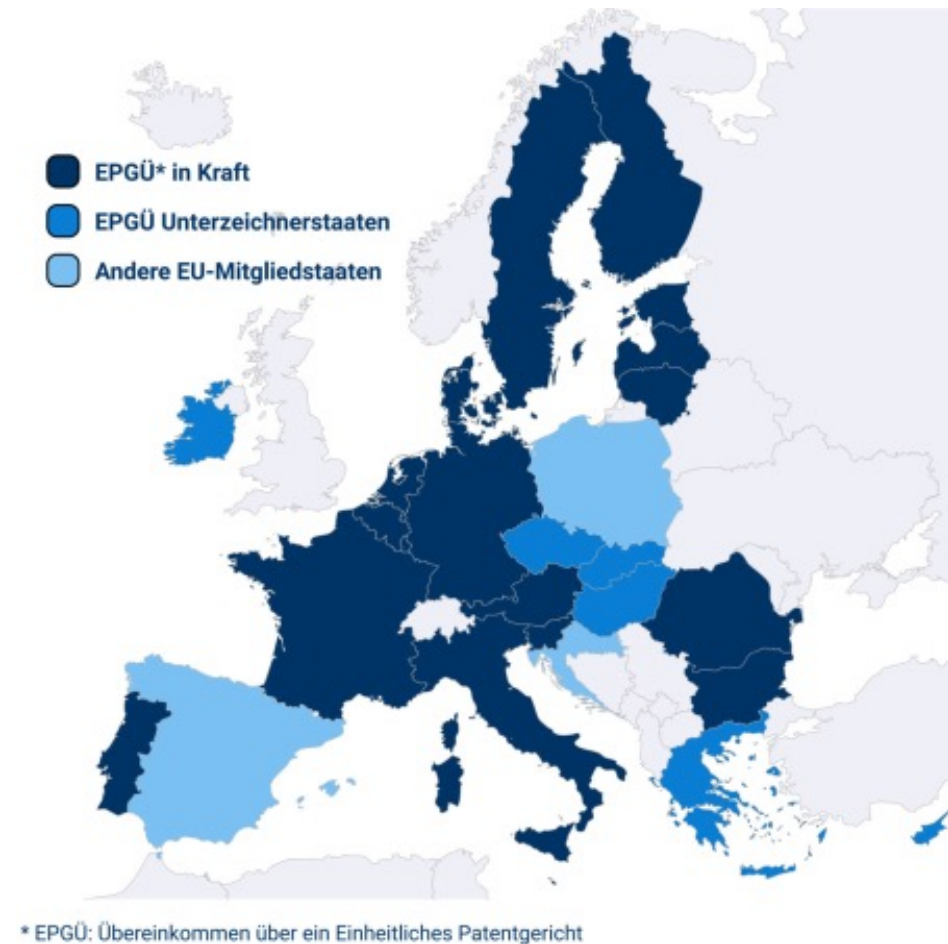 EPGÜ* in Kraft
EPGÜ Unterzeichnerstaaten
Andere EU-Mitgliedstaaten
* EPGÜ: Übereinkommen über ein Einheitliches Patentgericht